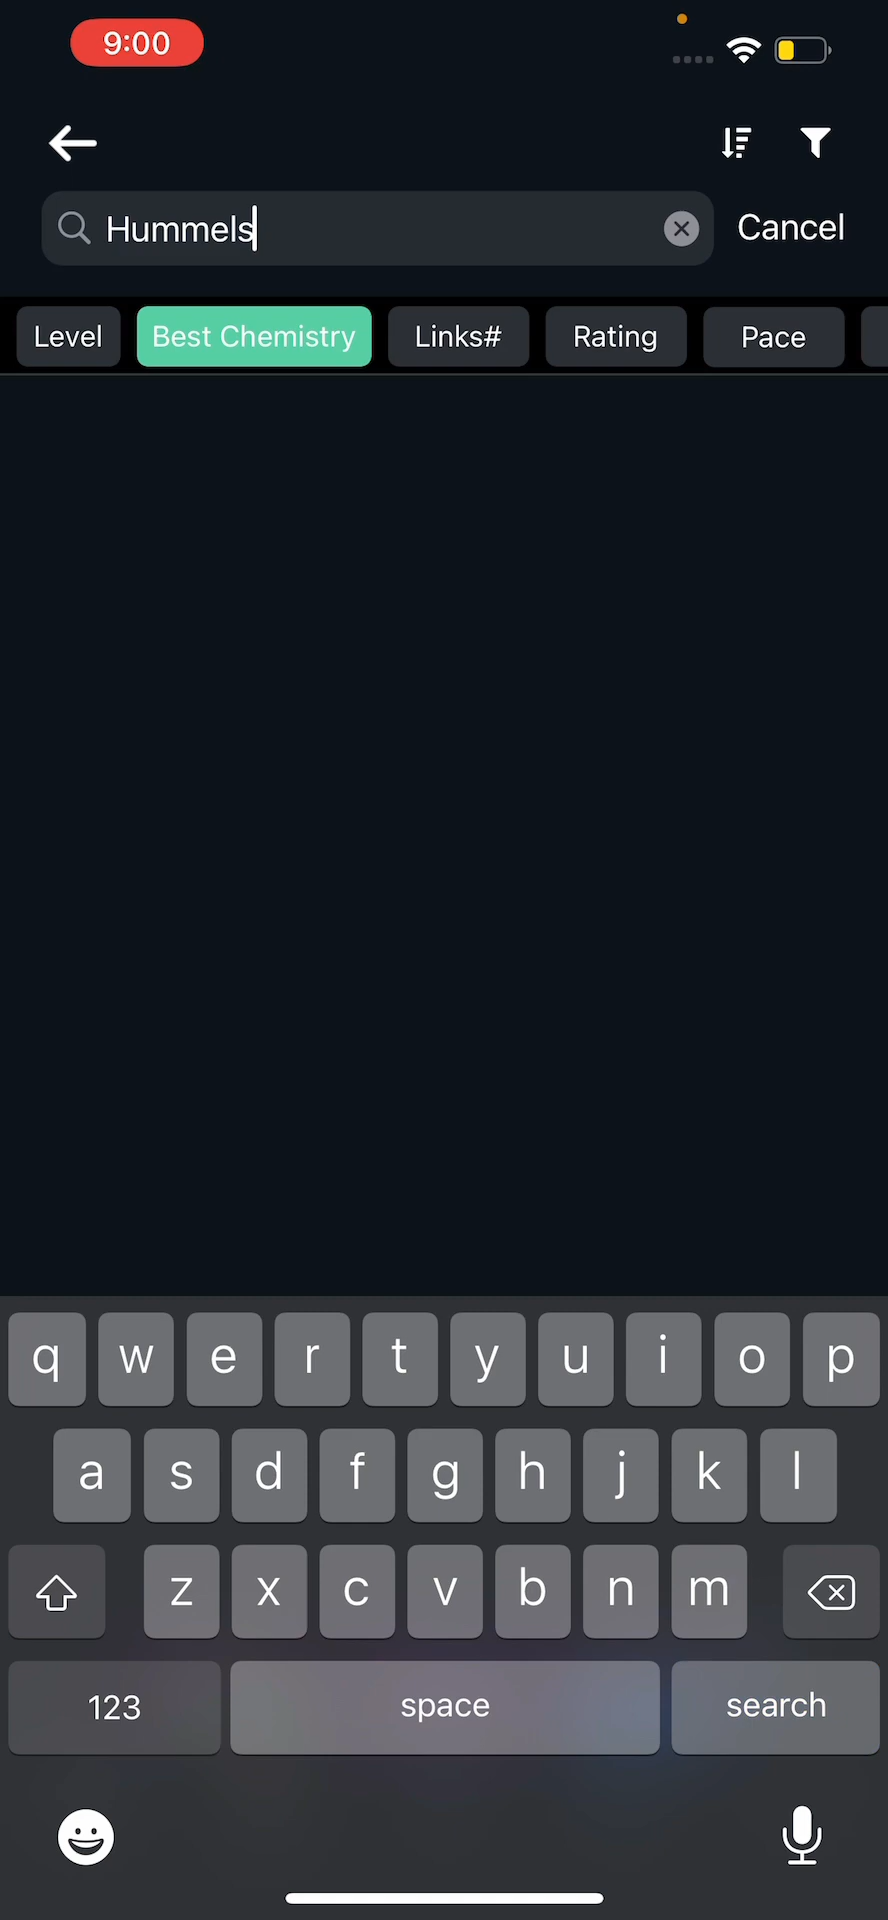 9:00
Hummels
Cancel
Level Best Chemistry Links# Rating Pace
q w e r t y u i o p
a s d f g h j k l
z x c v b n m
123 space search